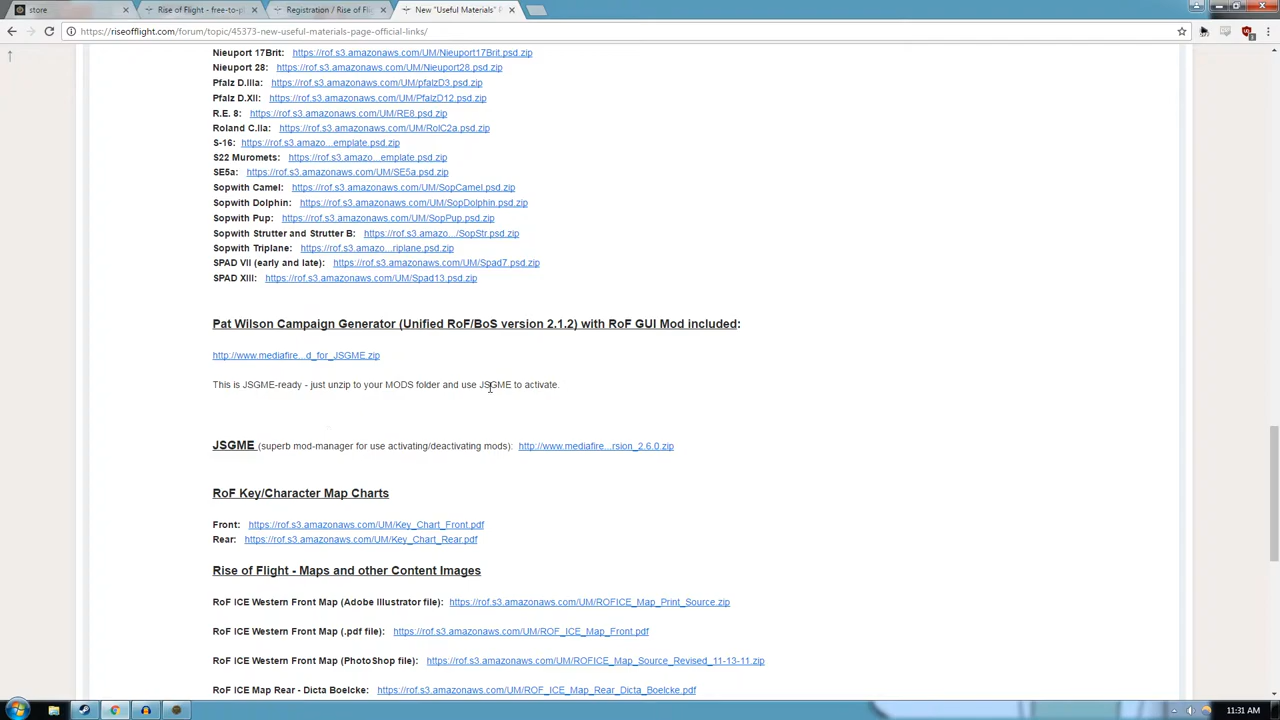 store
Rise of Flight - free-to-pl
Registration / Rise of Fli
New "Useful Materials" P
https://riseofflight.com/forum/topic/45373-new-useful-materials-page-official-links/
Nieuport 17Brit: https://rof.s3.amazonaws.com/UM/Nieuport17Brit.psd.zip
Nieuport 28: https://rof.s3.amazonaws.com/UM/Nieuport28.psd.zip
Pfalz D.IIIa: https://rof.s3.amazonaws.com/UM/pfalzD3.psd.zip
Pfalz D.XII: https://rof.s3.amazonaws.com/UM/PfalzD12.psd.zip
R.E. 8: https://rof.s3.amazonaws.com/UM/RE8.psd.zip
Roland C.IIa: https://rof.s3.amazonaws.com/UM/RolC2a.psd.zip
S-16: https://rof.s3.amazo...emplate.psd.zip
S22 Muromets: https://rof.s3.amazo...emplate.psd.zip
SE5a: https://rof.s3.amazonaws.com/UM/SE5a.psd.zip
Sopwith Camel: https://rof.s3.amazonaws.com/UM/SopCamel.psd.zip
Sopwith Dolphin: https://rof.s3.amazonaws.com/UM/SopDolphin.psd.zip
Sopwith Pup: https://rof.s3.amazonaws.com/UM/SopPup.psd.zip
Sopwith Strutter and Strutter B: https://rof.s3.amazo.../SopStr.psd.zip
Sopwith Triplane: https://rof.s3.amazo...riplane.psd.zip
SPAD VII (early and late): https://rof.s3.amazonaws.com/UM/Spad7.psd.zip
SPAD XIII: https://rof.s3.amazonaws.com/UM/Spad13.psd.zip
Pat Wilson Campaign Generator (Unified RoF/BoS version 2.1.2) with RoF GUI Mod included:
http://www.mediafire...d_for_JSGME.zip
This is JSGME-ready - just unzip to your MODS folder and use JSGME to activate.
JSGME (superb mod-manager for use activating/deactivating mods): http://www.mediafire...rsion_2.6.0.zip
RoF Key/Character Map Charts
Front: https://rof.s3.amazonaws.com/UM/Key_Chart_Front.pdf
Rear: https://rof.s3.amazonaws.com/UM/Key_Chart_Rear.pdf
Rise of Flight - Maps and other Content Images
RoF ICE Western Front Map (Adobe Illustrator file): https://rof.s3.amazonaws.com/UM/ROFICE_Map_Print_Source.zip
RoF ICE Western Front Map (.pdf file): https://rof.s3.amazonaws.com/UM/ROF_ICE_Map_Front.pdf
RoF ICE Western Front Map (PhotoShop file): https://rof.s3.amazonaws.com/UM/ROFICE_Map_Source_Revised_11-13-11.zip
RoF ICE Map Rear - Dicta Boelcke: https://rof.s3.amazonaws.com/UM/ROF_ICE_Map_Rear_Dicta_Boelcke.pdf
11:31 AM